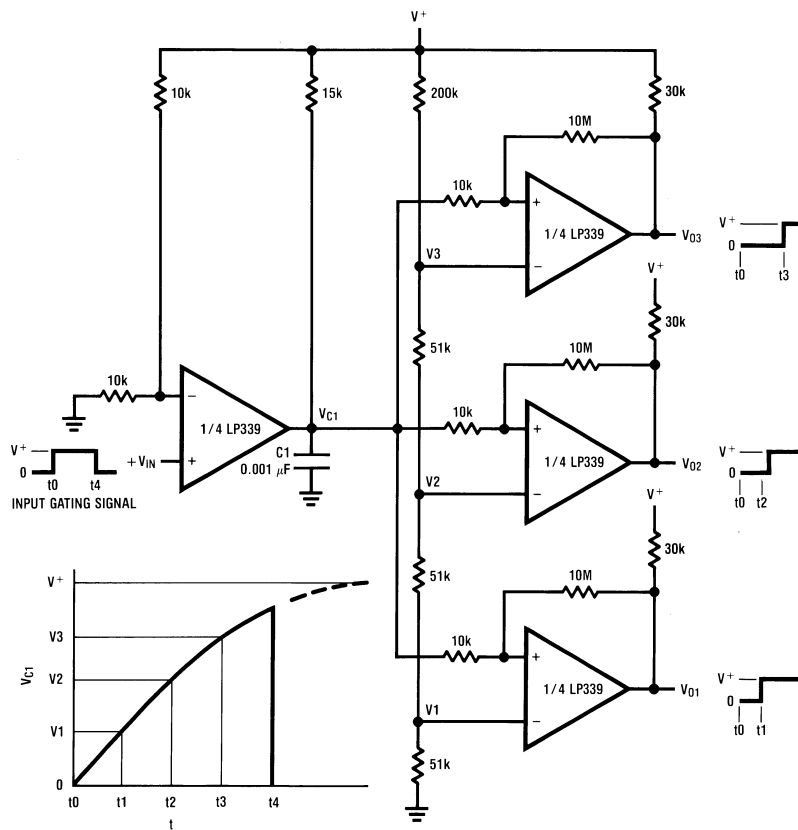 V+
10k
15k
200k
30k
10M
10k
+
1/4 LP339
−
V3
VO3
V+
0
t0
t3
V+
30k
51k
10M
10k
−
1/4 LP339
+
10k
+
1/4 LP339
−
VC1
C1
0.001 μF
V+
0
t0
t4
+VIN
INPUT GATING SIGNAL
V2
VO2
V+
0
t0
t2
V+
30k
51k
10M
10k
+
1/4 LP339
−
V1
VO1
V+
0
t0
t1
51k
V+
V3
V2
V1
0
VC1
t0
t1
t2
t3
t4
t